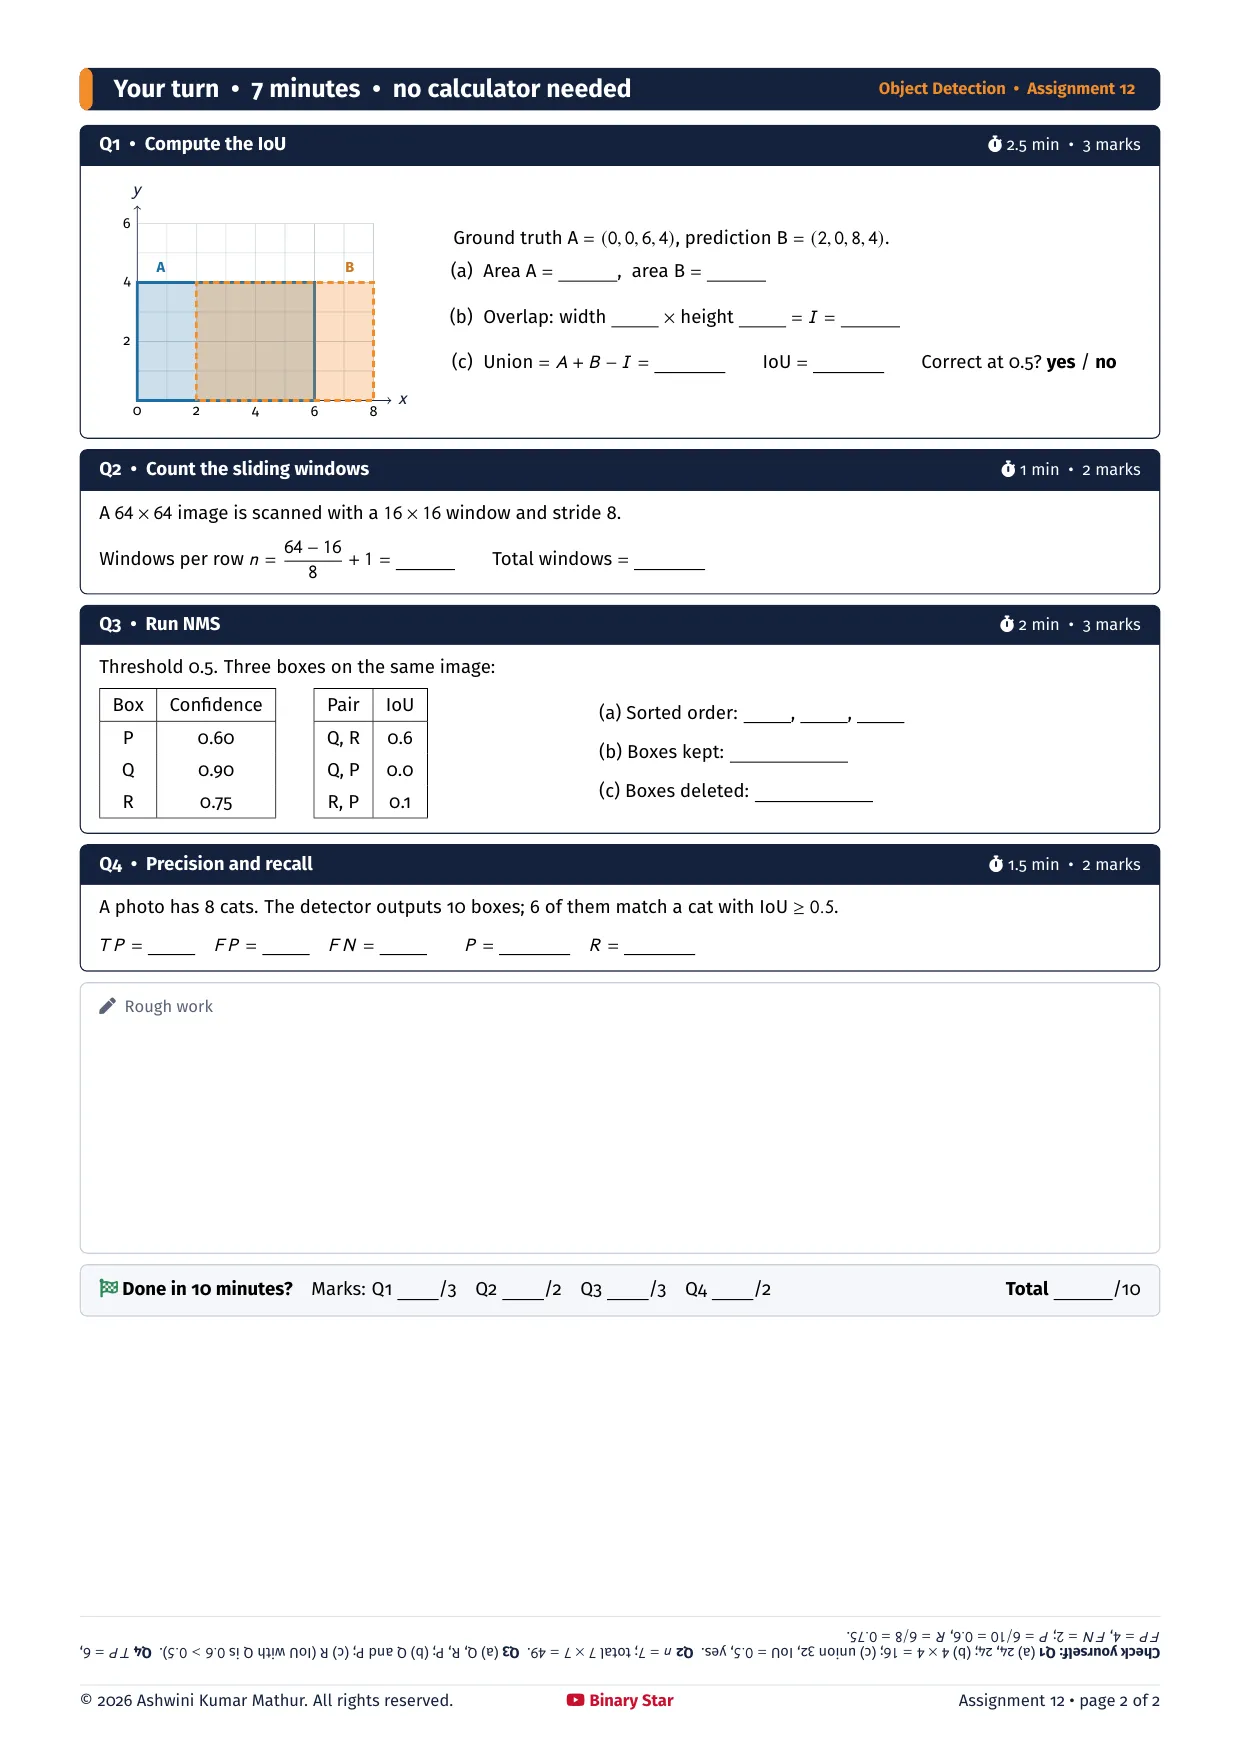 Your turn • 7 minutes • no calculator needed
Object Detection • Assignment 12
Q1 • Compute the IoU
2.5 min • 3 marks
y
6
4
2
A
B
0 2 4 6 8
x
Ground truth A = (0, 0, 6, 4), prediction B = (2, 0, 8, 4).
(a) Area A = ______, area B = ______
(b) Overlap: width _____ × height _____ = I = ______
(c) Union = A + B − I = _______ IoU = _______ Correct at 0.5? yes / no
Q2 • Count the sliding windows
1 min • 2 marks
A 64 × 64 image is scanned with a 16 × 16 window and stride 8.
Windows per row n = (64 − 16)/8 + 1 = ______ Total windows = _______
Q3 • Run NMS
2 min • 3 marks
Threshold 0.5. Three boxes on the same image:
Box Confidence
P 0.60
Q 0.90
R 0.75
Pair IoU
Q, R 0.6
Q, P 0.0
R, P 0.1
(a) Sorted order: _____, _____, _____
(b) Boxes kept: ____________
(c) Boxes deleted: ____________
Q4 • Precision and recall
1.5 min • 2 marks
A photo has 8 cats. The detector outputs 10 boxes; 6 of them match a cat with IoU ≥ 0.5.
TP = _____ FP = _____ FN = _____ P = _______ R = _______
Rough work
Done in 10 minutes? Marks: Q1 ____/3 Q2 ____/2 Q3 ____/3 Q4 ____/2
Total ______/10
Check yourself: Q1 (a) 24, 24; (b) 4 × 4 = 16; (c) union 32, IoU = 0.5, yes. Q2 n = 7; total 7 × 7 = 49. Q3 (a) Q, R, P; (b) Q and P; (c) R (IoU with Q is 0.6 > 0.5). Q4 TP = 6,
FP = 4, FN = 2; P = 6/10 = 0.6, R = 6/8 = 0.75.
© 2026 Ashwini Kumar Mathur. All rights reserved.
Binary Star
Assignment 12 • page 2 of 2